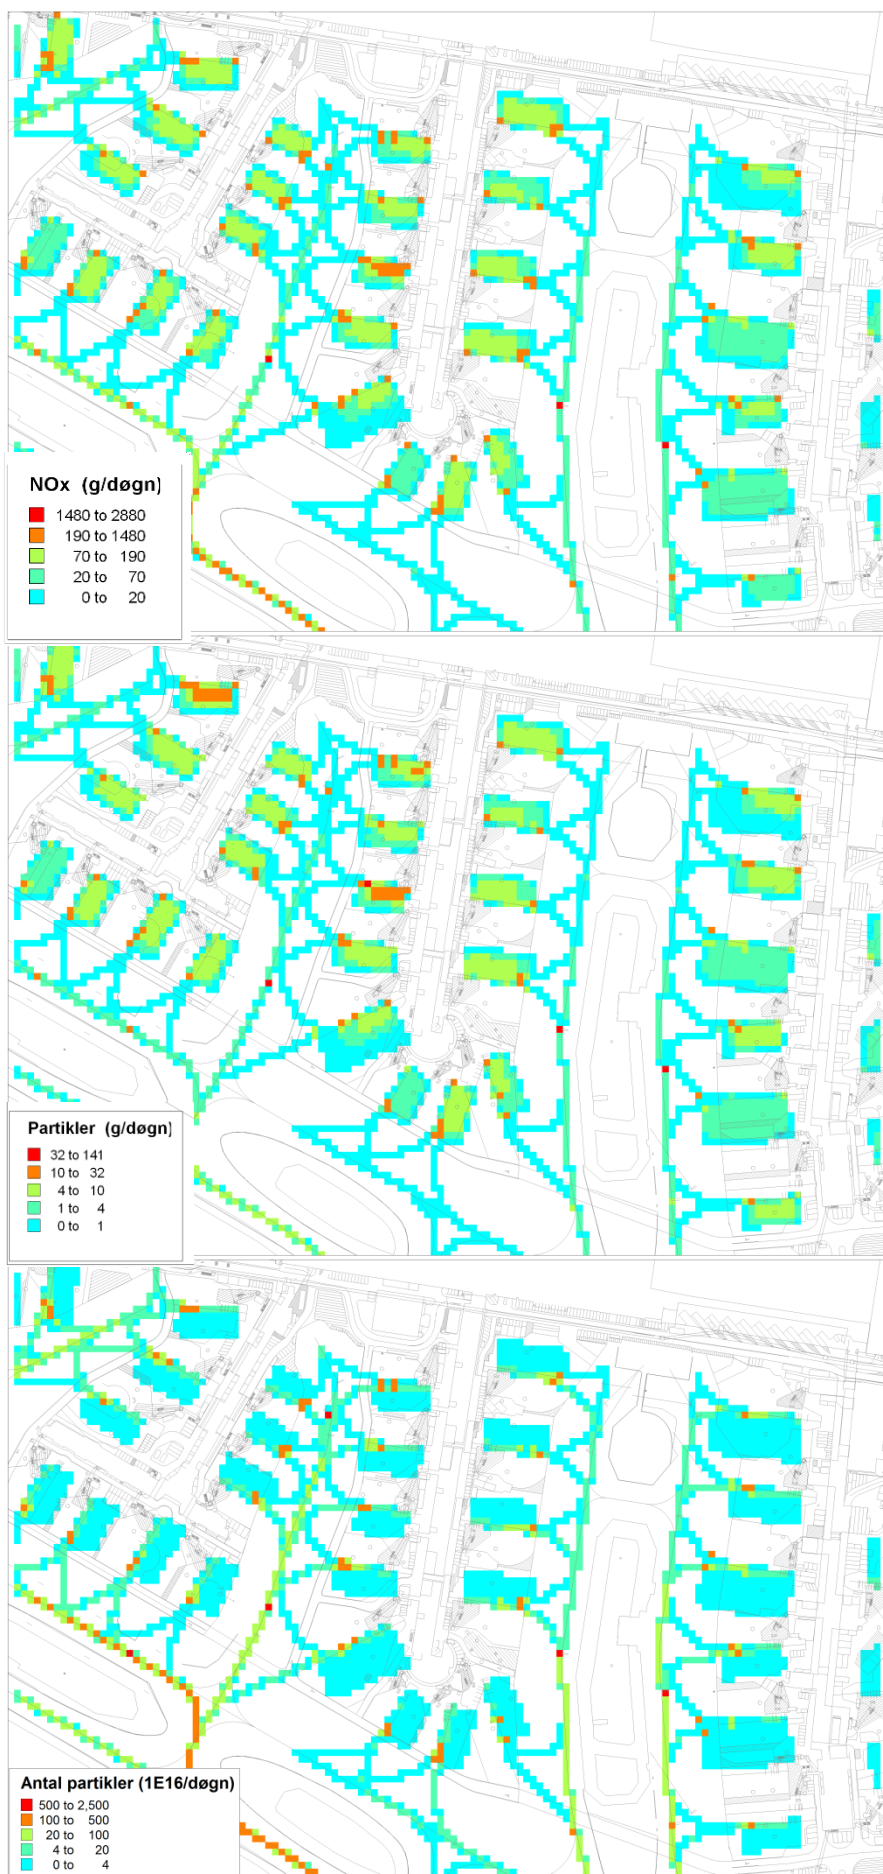 NOx (g/døgn)
1480 to 2880
190 to 1480
70 to 190
20 to 70
0 to 20
Partikler (g/døgn)
32 to 141
10 to 32
4 to 10
1 to 4
0 to 1
Antal partikler (1E16/døgn)
500 to 2,500
100 to 500
20 to 100
4 to 20
0 to 4